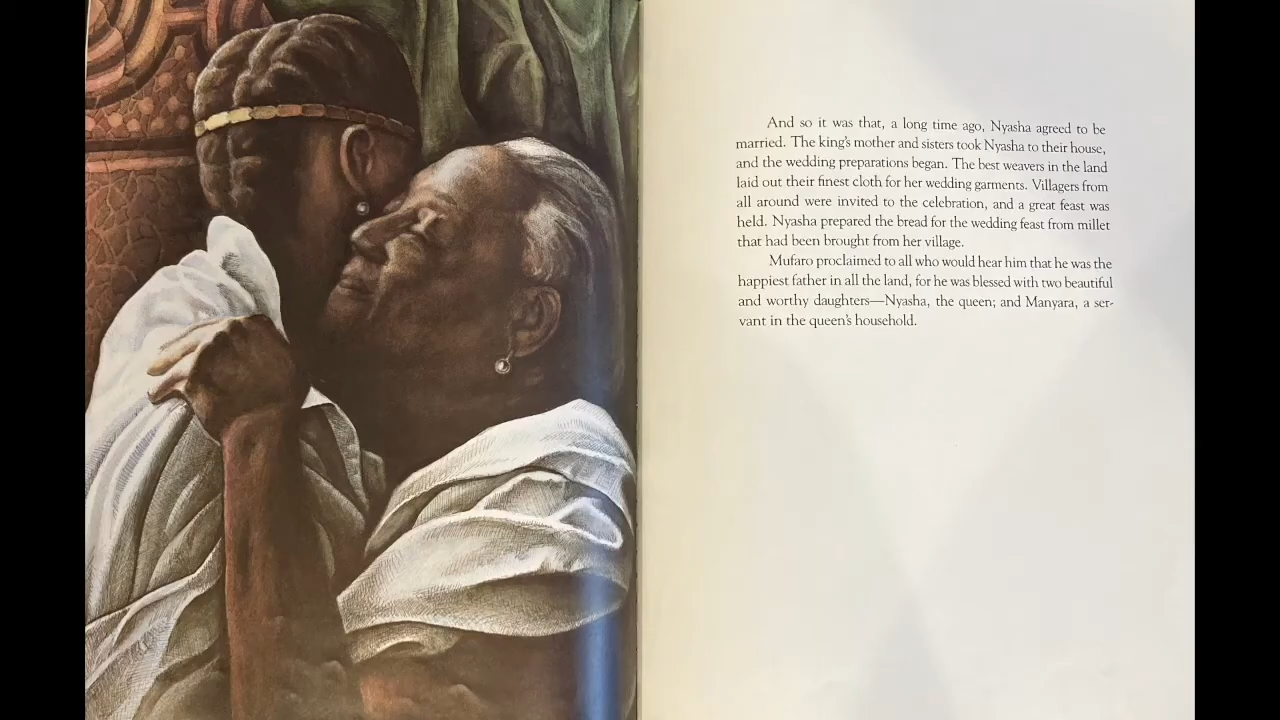 And so it was that, a long time ago, Nyasha agreed to be
married. The king's mother and sisters took Nyasha to their house,
and the wedding preparations began. The best weavers in the land
laid out their finest cloth for her wedding garments. Villagers from
all around were invited to the celebration, and a great feast was
held. Nyasha prepared the bread for the wedding feast from millet
that had been brought from her village.
Mufaro proclaimed to all who would hear him that he was the
happiest father in all the land, for he was blessed with two beautiful
and worthy daughters—Nyasha, the queen; and Manyara, a ser-
vant in the queen's household.